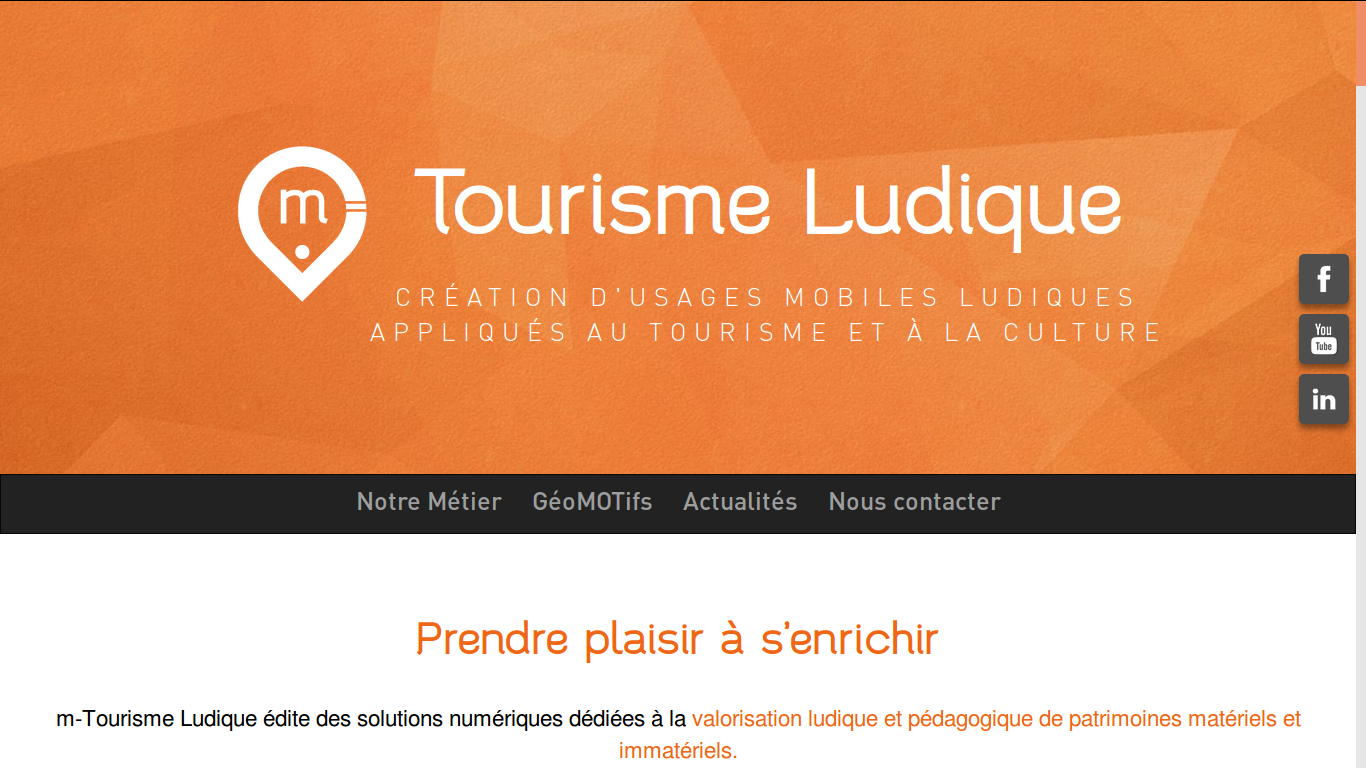 m
Tourisme Ludique
CRÉATION D'USAGES MOBILES LUDIQUES
APPLIQUÉS AU TOURISME ET À LA CULTURE
f
You
Tube
in
Notre Métier GéoMOTifs Actualités Nous contacter
Prendre plaisir à s'enrichir
m-Tourisme Ludique édite des solutions numériques dédiées à la valorisation ludique et pédagogique de patrimoines matériels et
immatériels.